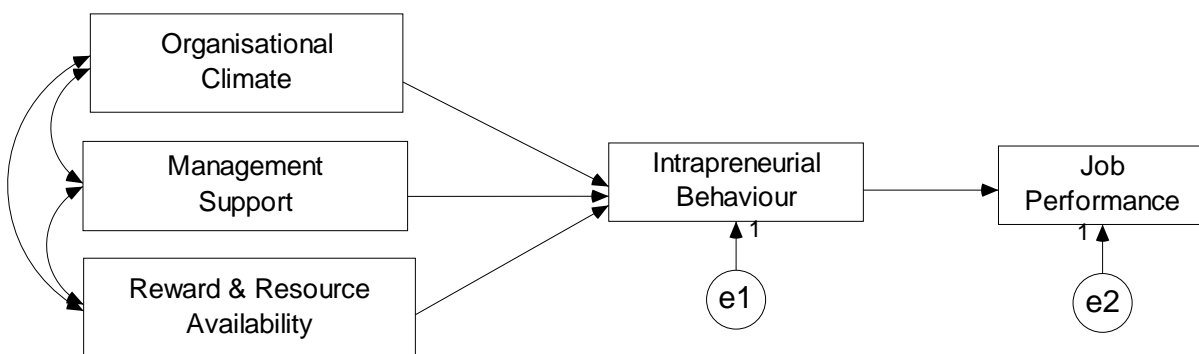 Organisational
Climate
Management
Support
Reward & Resource
Availability
Intrapreneurial
Behaviour
1
e1
Job
Performance
1
e2